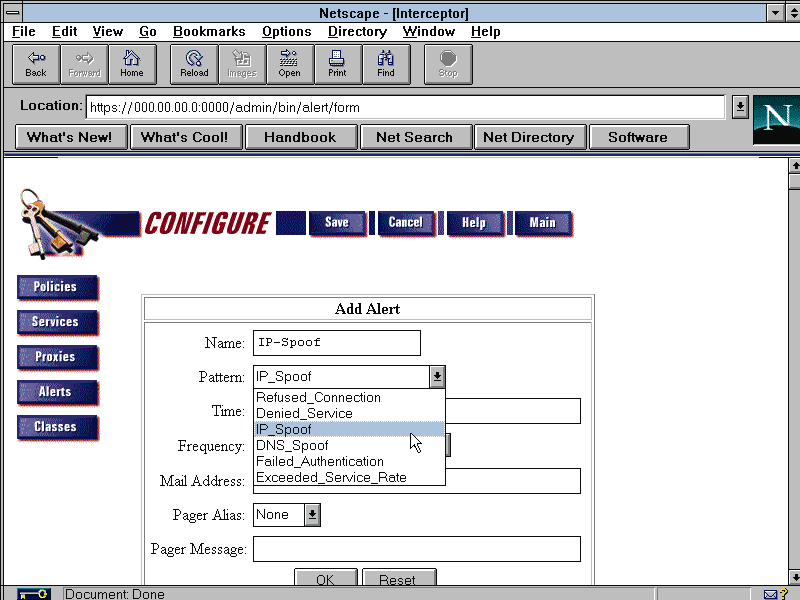 Netscape - [Interceptor]
File Edit View Go Bookmarks Options Directory Window Help
Back Forward Home Reload Images Open Print Find Stop
Location: https://000.00.00.0:0000/admin/bin/alert/form
N
What's New! What's Cool! Handbook Net Search Net Directory Software
CONFIGURE Save Cancel Help Main
Policies
Services
Proxies
Alerts
Classes
Add Alert
Name: IP-Spoof
Pattern: IP_Spoof
Refused_Connection
Time:
Denied_Service
IP_Spoof
Frequency:
DNS_Spoof
Failed_Authentication
Mail Address:
Exceeded_Service_Rate
Pager Alias: None
Pager Message:
OK Reset
Document: Done
?